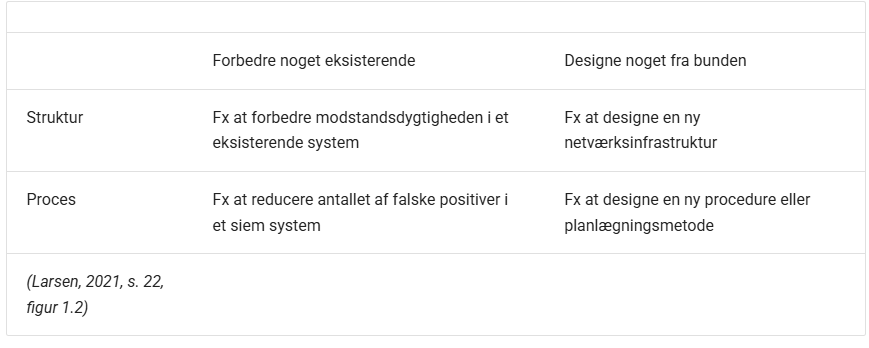 Forbedre noget eksisterende
Designe noget fra bunden
Struktur
Fx at forbedre modstandsdygtigheden i et
eksisterende system
Fx at designe en ny
netværksinfrastruktur
Proces
Fx at reducere antallet af falske positiver i
et siem system
Fx at designe en ny procedure eller
planlægningsmetode
(Larsen, 2021, s. 22,
figur 1.2)